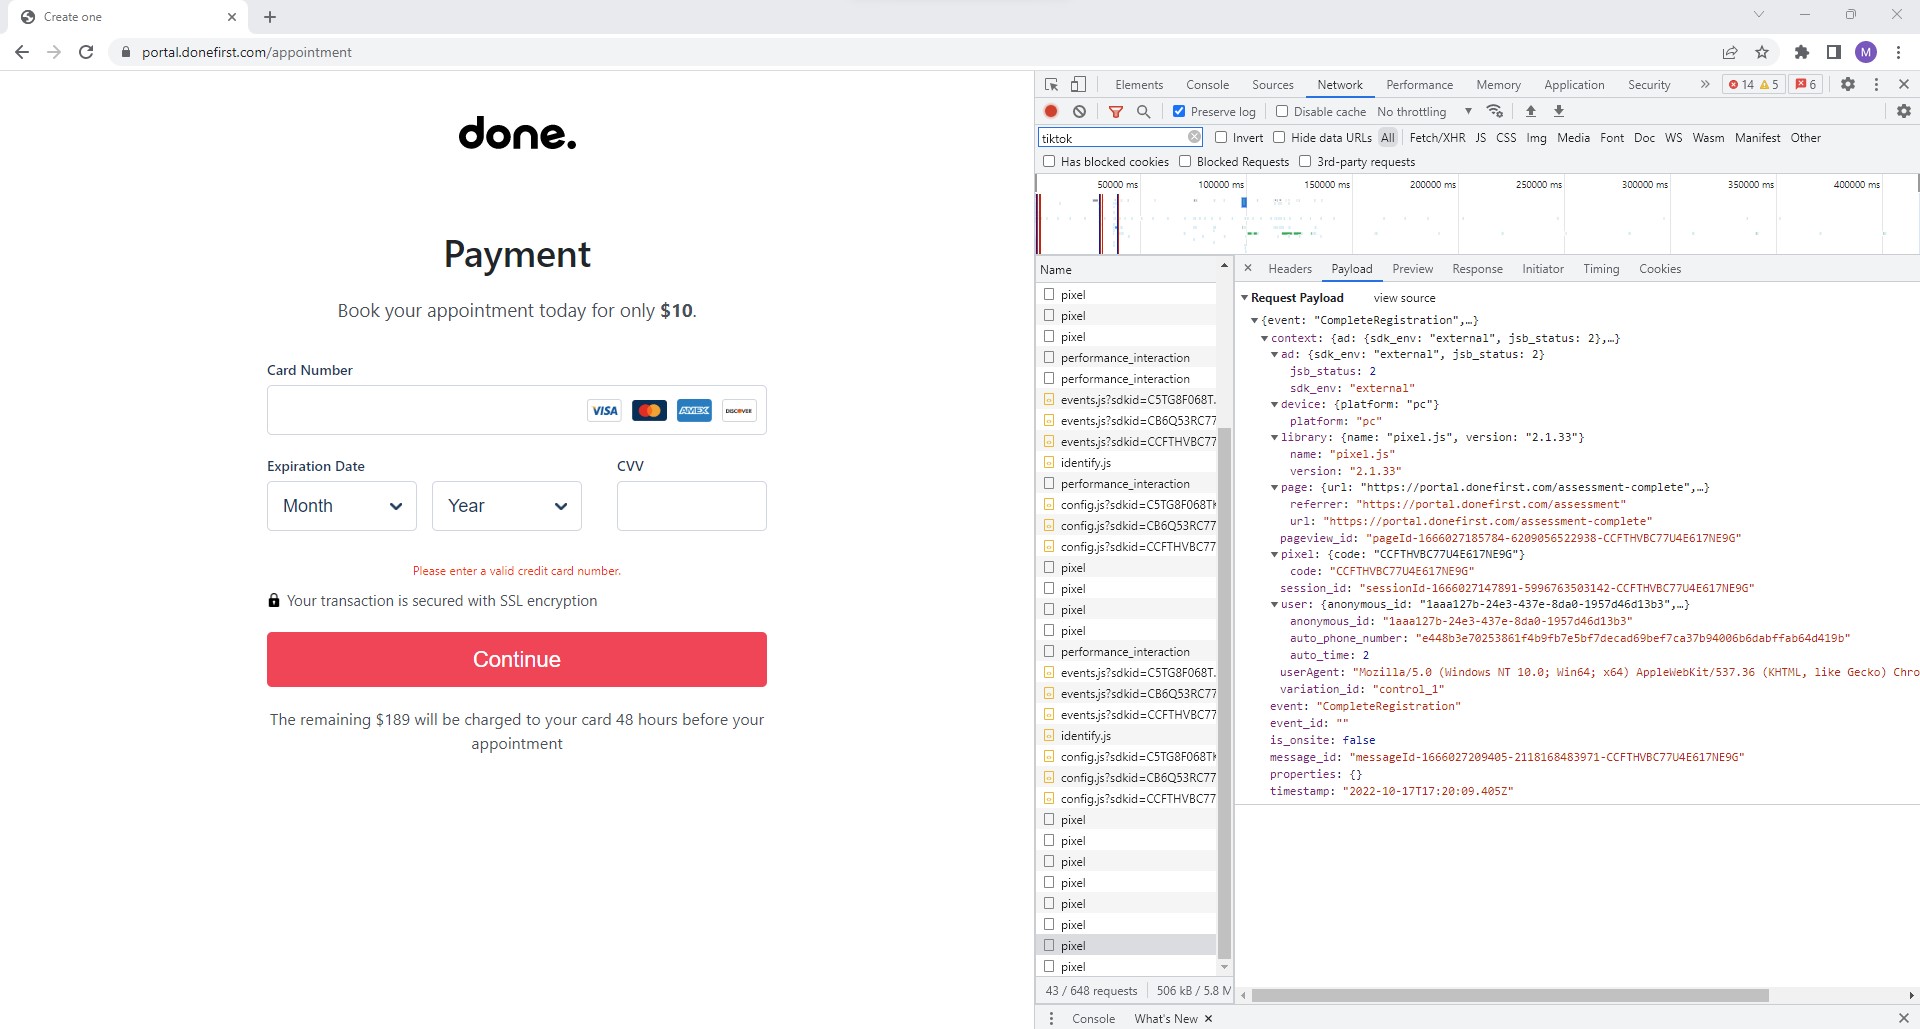 Create one
portal.donefirst.com/appointment
M
done.
Payment
Book your appointment today for only $10.
Card Number
VISA
AMEX
DISCOVER
Expiration Date
CVV
Month
Year
Please enter a valid credit card number.
Your transaction is secured with SSL encryption
Continue
The remaining $189 will be charged to your card 48 hours before your
appointment
Elements Console Sources Network Performance Memory Application Security » 14 5 6
Preserve log Disable cache No throttling
tiktok Invert Hide data URLs All Fetch/XHR JS CSS Img Media Font Doc WS Wasm Manifest Other
Has blocked cookies Blocked Requests 3rd-party requests
50000 ms 100000 ms 150000 ms 200000 ms 250000 ms 300000 ms 350000 ms 400000 ms
Name
pixel
pixel
pixel
performance_interaction
performance_interaction
events.js?sdkid=C5TG8F068T.
events.js?sdkid=CB6Q53RC77
events.js?sdkid=CCFTHVBC77
identify.js
performance_interaction
config.js?sdkid=C5TG8F068TH
config.js?sdkid=CB6Q53RC77
config.js?sdkid=CCFTHVBC77
pixel
pixel
pixel
pixel
performance_interaction
events.js?sdkid=C5TG8F068T.
events.js?sdkid=CB6Q53RC77
events.js?sdkid=CCFTHVBC77
identify.js
config.js?sdkid=C5TG8F068TH
config.js?sdkid=CB6Q53RC77
config.js?sdkid=CCFTHVBC77
pixel
pixel
pixel
pixel
pixel
pixel
pixel
pixel
43 / 648 requests 506 kB / 5.8 M
Headers Payload Preview Response Initiator Timing Cookies
Request Payload view source
{event: "CompleteRegistration",…}
context: {ad: {sdk_env: "external", jsb_status: 2},…}
ad: {sdk_env: "external", jsb_status: 2}
jsb_status: 2
sdk_env: "external"
device: {platform: "pc"}
platform: "pc"
library: {name: "pixel.js", version: "2.1.33"}
name: "pixel.js"
version: "2.1.33"
page: {url: "https://portal.donefirst.com/assessment-complete",…}
referrer: "https://portal.donefirst.com/assessment"
url: "https://portal.donefirst.com/assessment-complete"
pageview_id: "pageId-1666027185784-6209056522938-CCFTHVBC77U4E617NE9G"
pixel: {code: "CCFTHVBC77U4E617NE9G"}
code: "CCFTHVBC77U4E617NE9G"
session_id: "sessionId-1666027147891-5996763503142-CCFTHVBC77U4E617NE9G"
user: {anonymous_id: "1aaa127b-24e3-437e-8da0-1957d46d13b3",…}
anonymous_id: "1aaa127b-24e3-437e-8da0-1957d46d13b3"
auto_phone_number: "e448b3e70253861f4b9fb7e5bf7decad69bef7ca37b94006b6dabffab64d419b"
auto_time: 2
userAgent: "Mozilla/5.0 (Windows NT 10.0; Win64; x64) AppleWebKit/537.36 (KHTML, like Gecko) Chro
variation_id: "control_1"
event: "CompleteRegistration"
event_id: ""
is_onsite: false
message_id: "messageId-1666027209405-2118168483971-CCFTHVBC77U4E617NE9G"
properties: {}
timestamp: "2022-10-17T17:20:09.405Z"
Console What's New